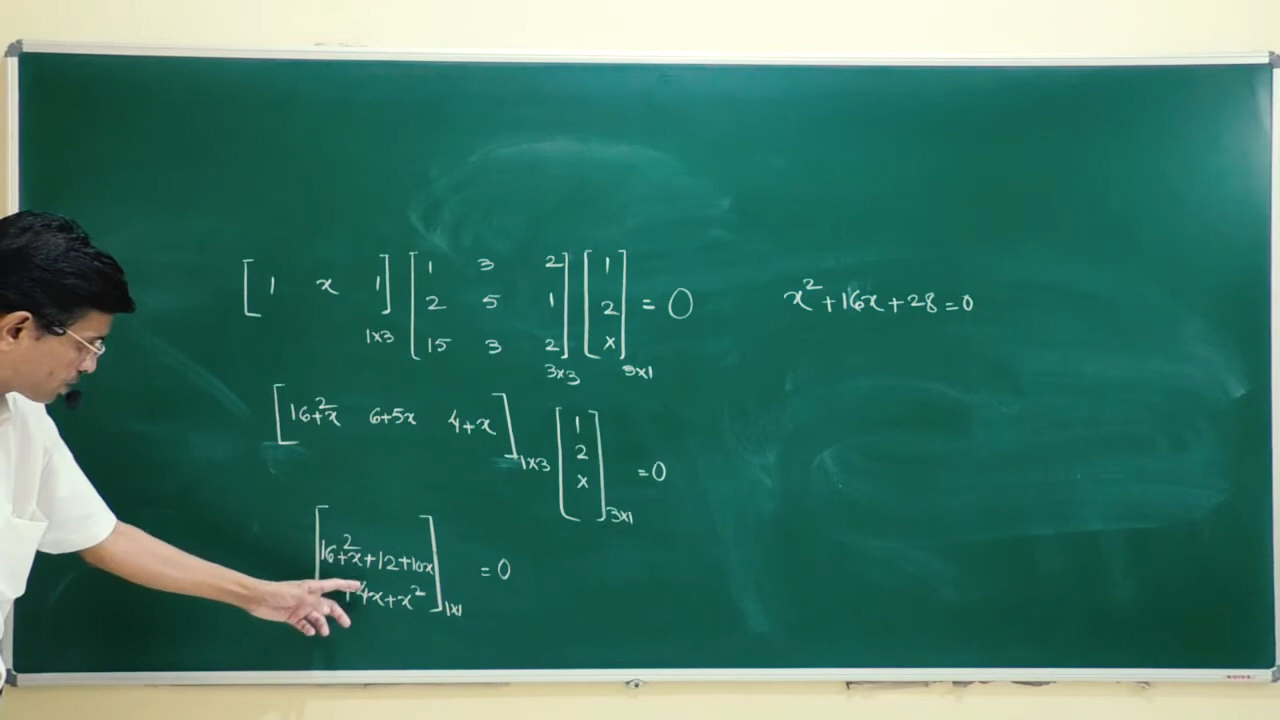 [ 1 x 1]₁ₓ₃ [1 3 2 [1
2 5 1 2 = 0
15 3 2]₃ₓ₃ x]₃ₓ₁
x² + 16x + 28 = 0
[16+2x 6+5x 4+x]₁ₓ₃ [1
2
x]₃ₓ₁ = 0
[16+2x+12+10x
+4x+x²]₁ₓ₁ = 0